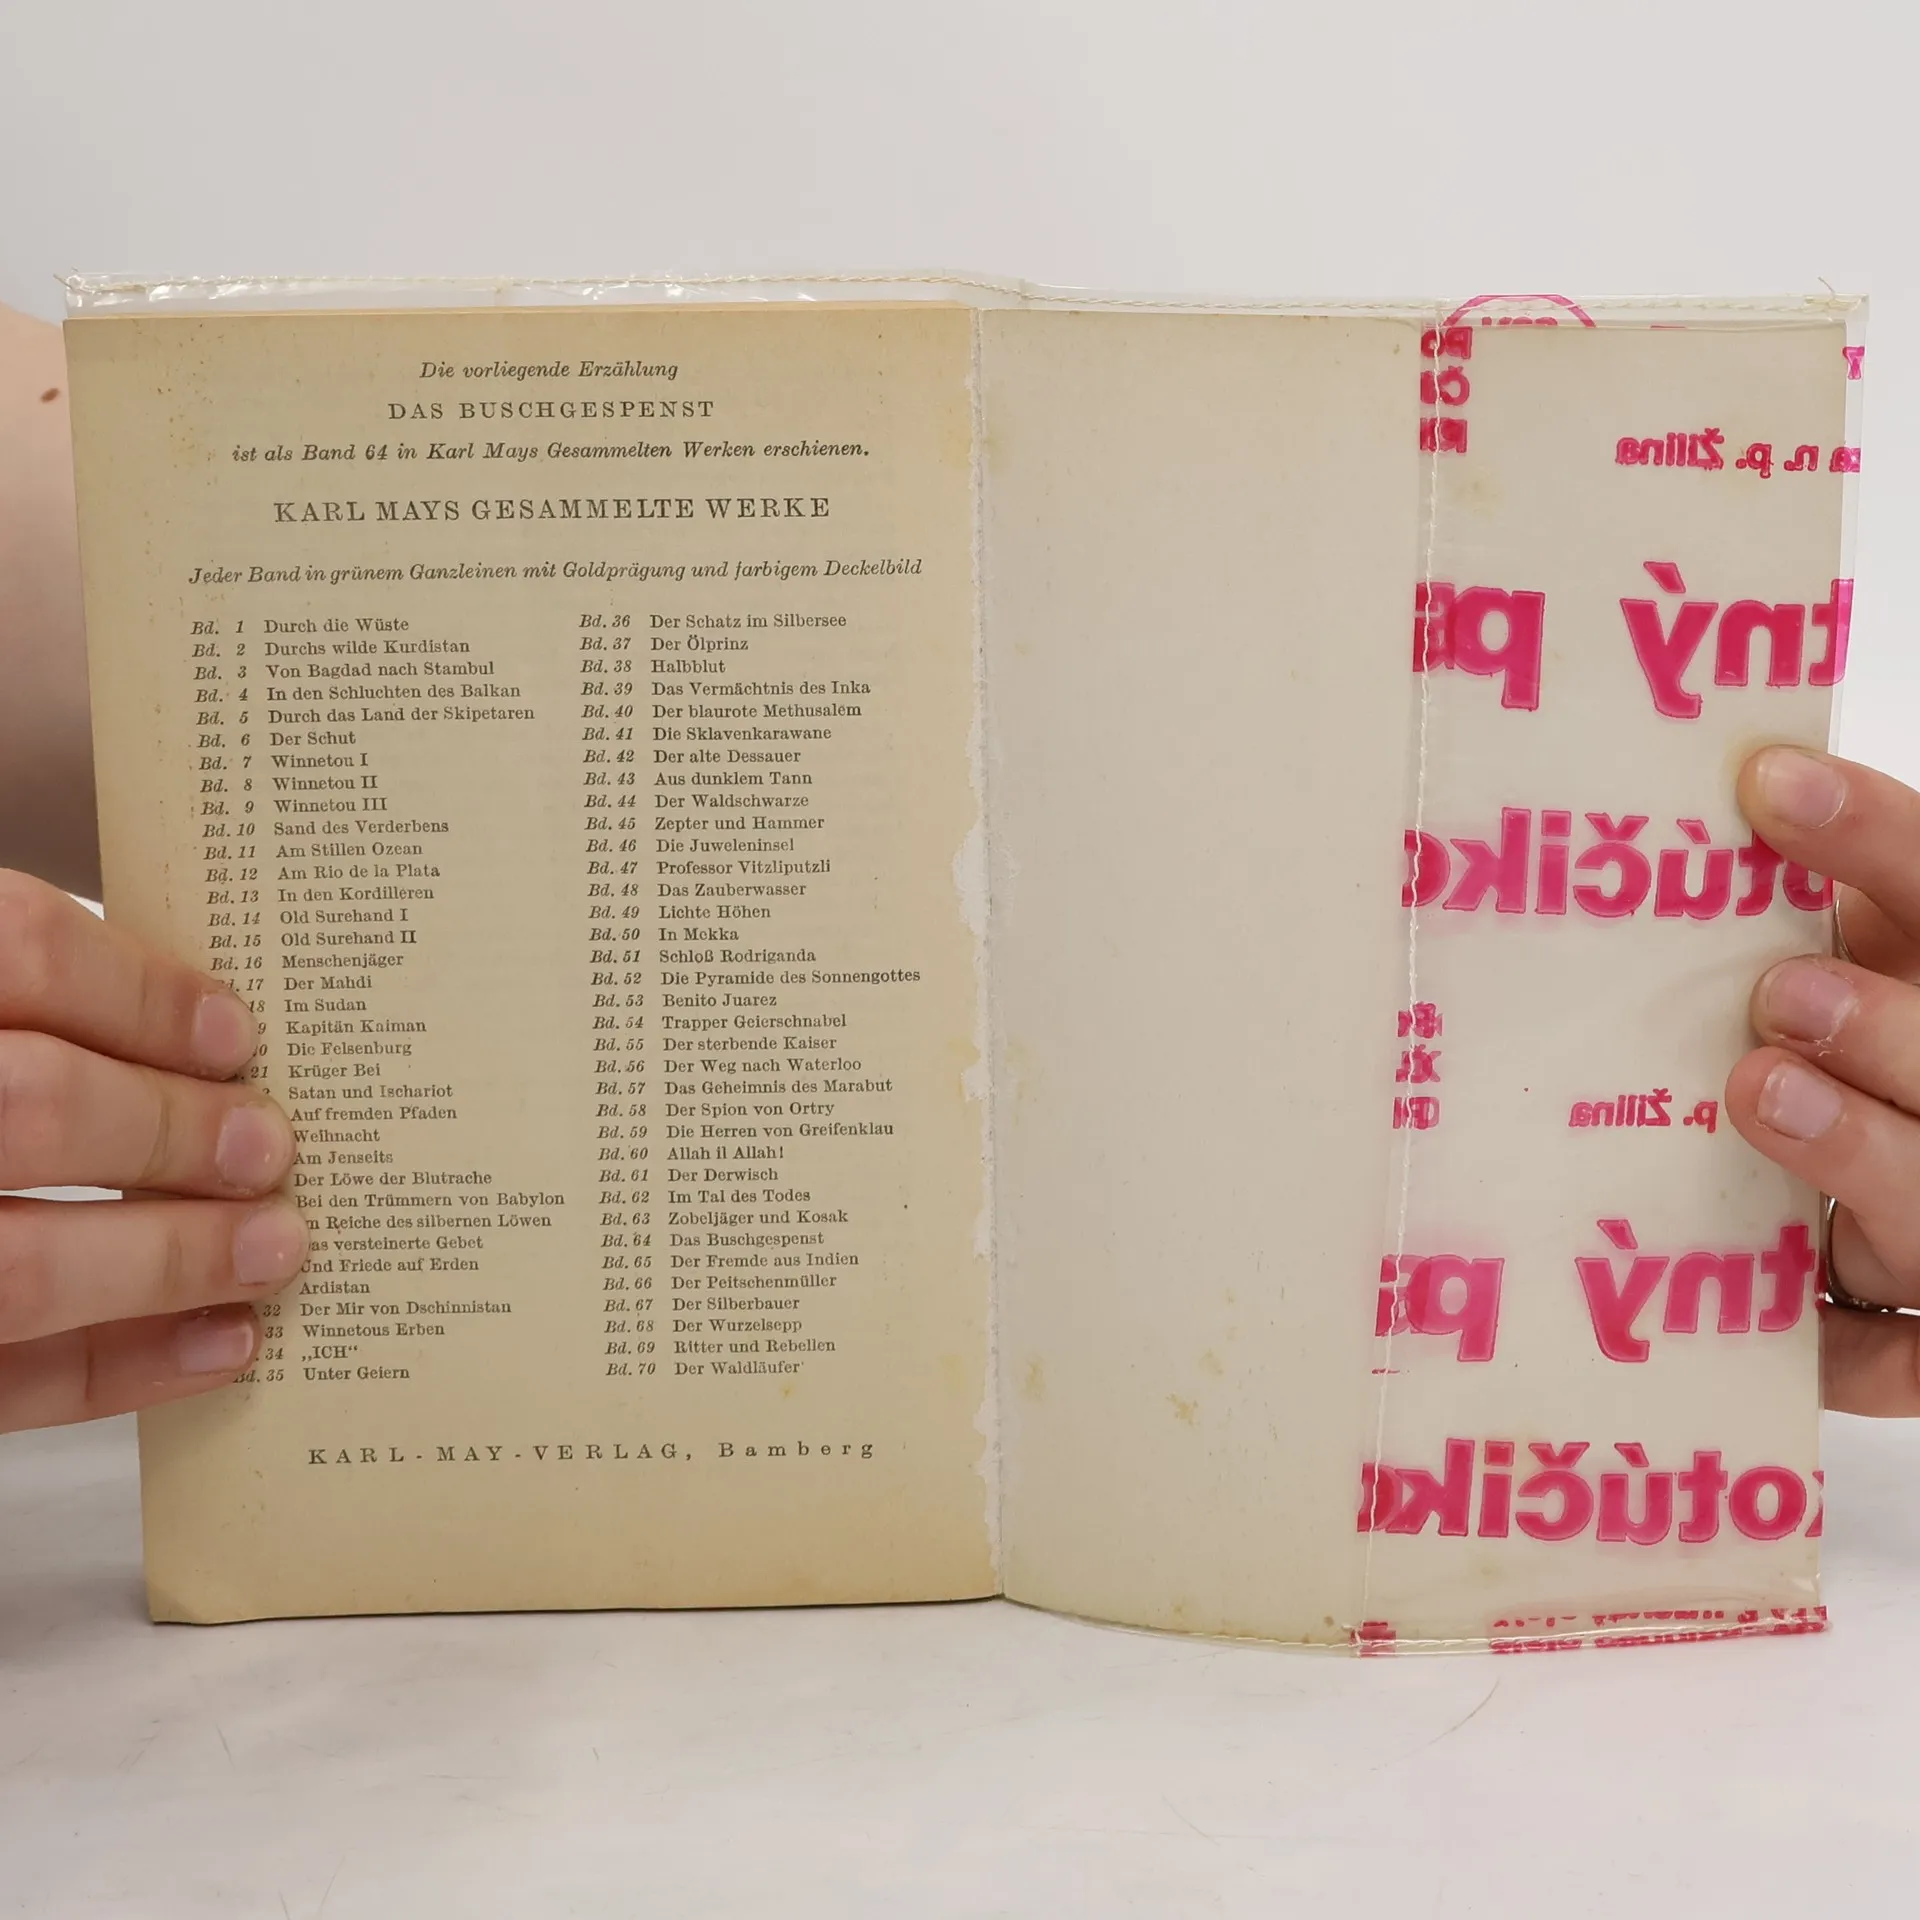 Die vorliegende Erzählung
DAS BUSCHGESPENST
ist als Band 64 in Karl Mays Gesammelten Werken erschienen.
KARL MAYS GESAMMELTE WERKE
Jeder Band in grünem Ganzleinen mit Goldprägung und farbigem Deckelbild
Bd. 1 Durch die Wüste
Bd. 2 Durchs wilde Kurdistan
Bd. 3 Von Bagdad nach Stambul
Bd. 4 In den Schluchten des Balkan
Bd. 5 Durch das Land der Skipetaren
Bd. 6 Der Schut
Bd. 7 Winnetou I
Bd. 8 Winnetou II
Bd. 9 Winnetou III
Bd. 10 Sand des Verderbens
Bd. 11 Am Stillen Ozean
Bd. 12 Am Rio de la Plata
Bd. 13 In den Kordilleren
Bd. 14 Old Surehand I
Bd. 15 Old Surehand II
Bd. 16 Menschenjäger
17 Der Mahdi
18 Im Sudan
9 Kapitän Kaiman
0 Die Felsenburg
21 Krüger Bei
Satan und Ischariot
Auf fremden Pfaden
Weihnacht
Am Jenseits
Der Löwe der Blutrache
Bei den Trümmern von Babylon
Reiche des silbernen Löwen
as versteinerte Gebet
Und Friede auf Erden
Ardistan
32 Der Mir von Dschinnistan
33 Winnetous Erben
34 „ICH“
Bd. 35 Unter Geiern
Bd. 36 Der Schatz im Silbersee
Bd. 37 Der Ölprinz
Bd. 38 Halbblut
Bd. 39 Das Vermächtnis des Inka
Bd. 40 Der blaurote Methusalem
Bd. 41 Die Sklavenkarawane
Bd. 42 Der alte Dessauer
Bd. 43 Aus dunklem Tann
Bd. 44 Der Waldschwarze
Bd. 45 Zepter und Hammer
Bd. 46 Die Juweleninsel
Bd. 47 Professor Vitzliputzli
Bd. 48 Das Zauberwasser
Bd. 49 Lichte Höhen
Bd. 50 In Mekka
Bd. 51 Schloß Rodriganda
Bd. 52 Die Pyramide des Sonnengottes
Bd. 53 Benito Juarez
Bd. 54 Trapper Geierschnabel
Bd. 55 Der sterbende Kaiser
Bd. 56 Der Weg nach Waterloo
Bd. 57 Das Geheimnis des Marabut
Bd. 58 Der Spion von Ortry
Bd. 59 Die Herren von Greifenklau
Bd. 60 Allah il Allah!
Bd. 61 Der Derwisch
Bd. 62 Im Tal des Todes
Bd. 63 Zobeljäger und Kosak
Bd. 64 Das Buschgespenst
Bd. 65 Der Fremde aus Indien
Bd. 66 Der Peitschenmüller
Bd. 67 Der Silberbauer
Bd. 68 Der Wurzelsepp
Bd. 69 Ritter und Rebellen
Bd. 70 Der Waldläufer
KARL-MAY-VERLAG, Bamberg
a n. p. Žilina
tný pa
otúčik
p. Žilina
tný pa
otúčik